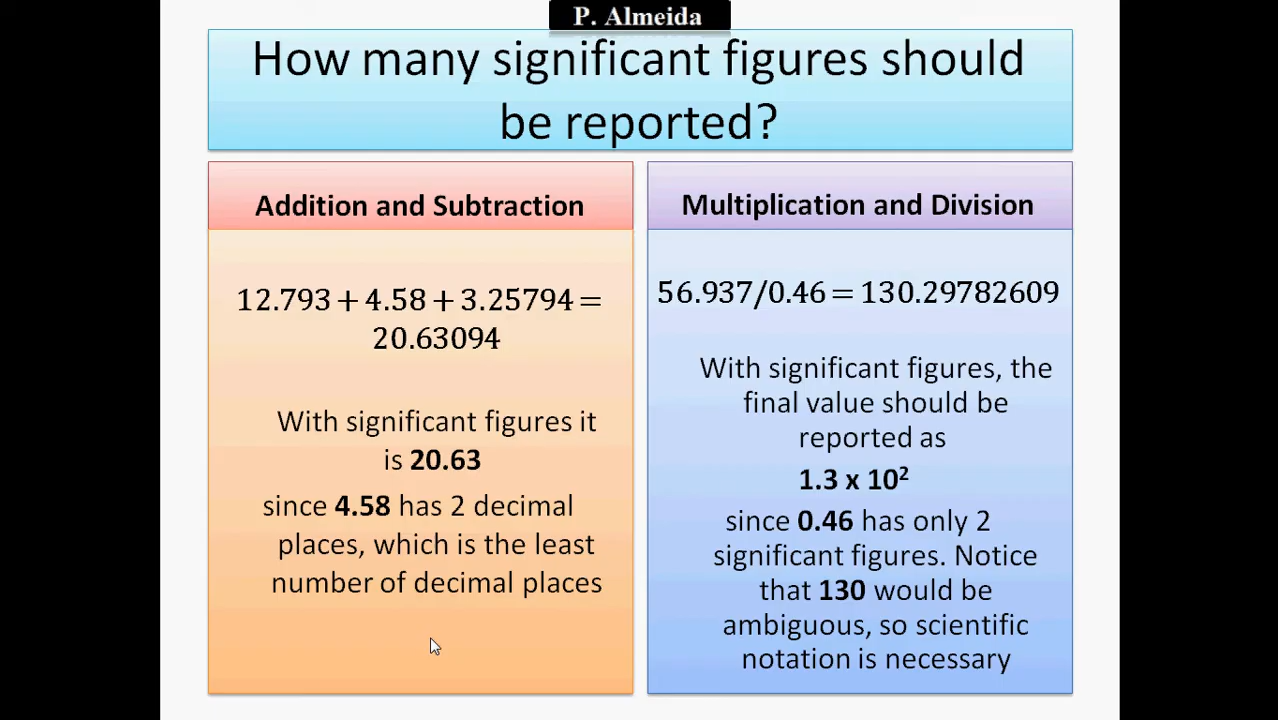 P. Almeida
How many significant figures should
be reported?
Addition and Subtraction
12.793 + 4.58 + 3.25794 =
20.63094
With significant figures it
is 20.63
since 4.58 has 2 decimal
places, which is the least
number of decimal places
Multiplication and Division
56.937/0.46 = 130.29782609
With significant figures, the
final value should be
reported as
1.3 x 10²
since 0.46 has only 2
significant figures. Notice
that 130 would be
ambiguous, so scientific
notation is necessary